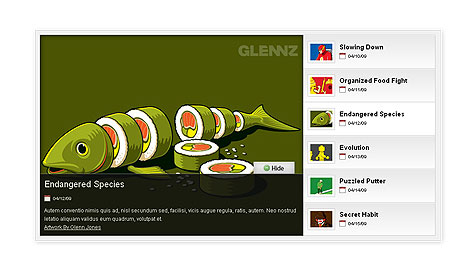 GLENNZ
Hide
Endangered Species
04/12/09
Autem conventio nimis quis ad, nisl secundum sed, facilisi, vicis augue regula, ratis, autem. Neo nostrud
letatio aliquam validus eum quadrum, volutpat et.
Artwork By Glenn Jones
Slowing Down
04/10/09
Organized Food Fight
04/11/09
Endangered Species
04/12/09
Evolution
04/13/09
Puzzled Putter
04/14/09
Secret Habit
04/15/09